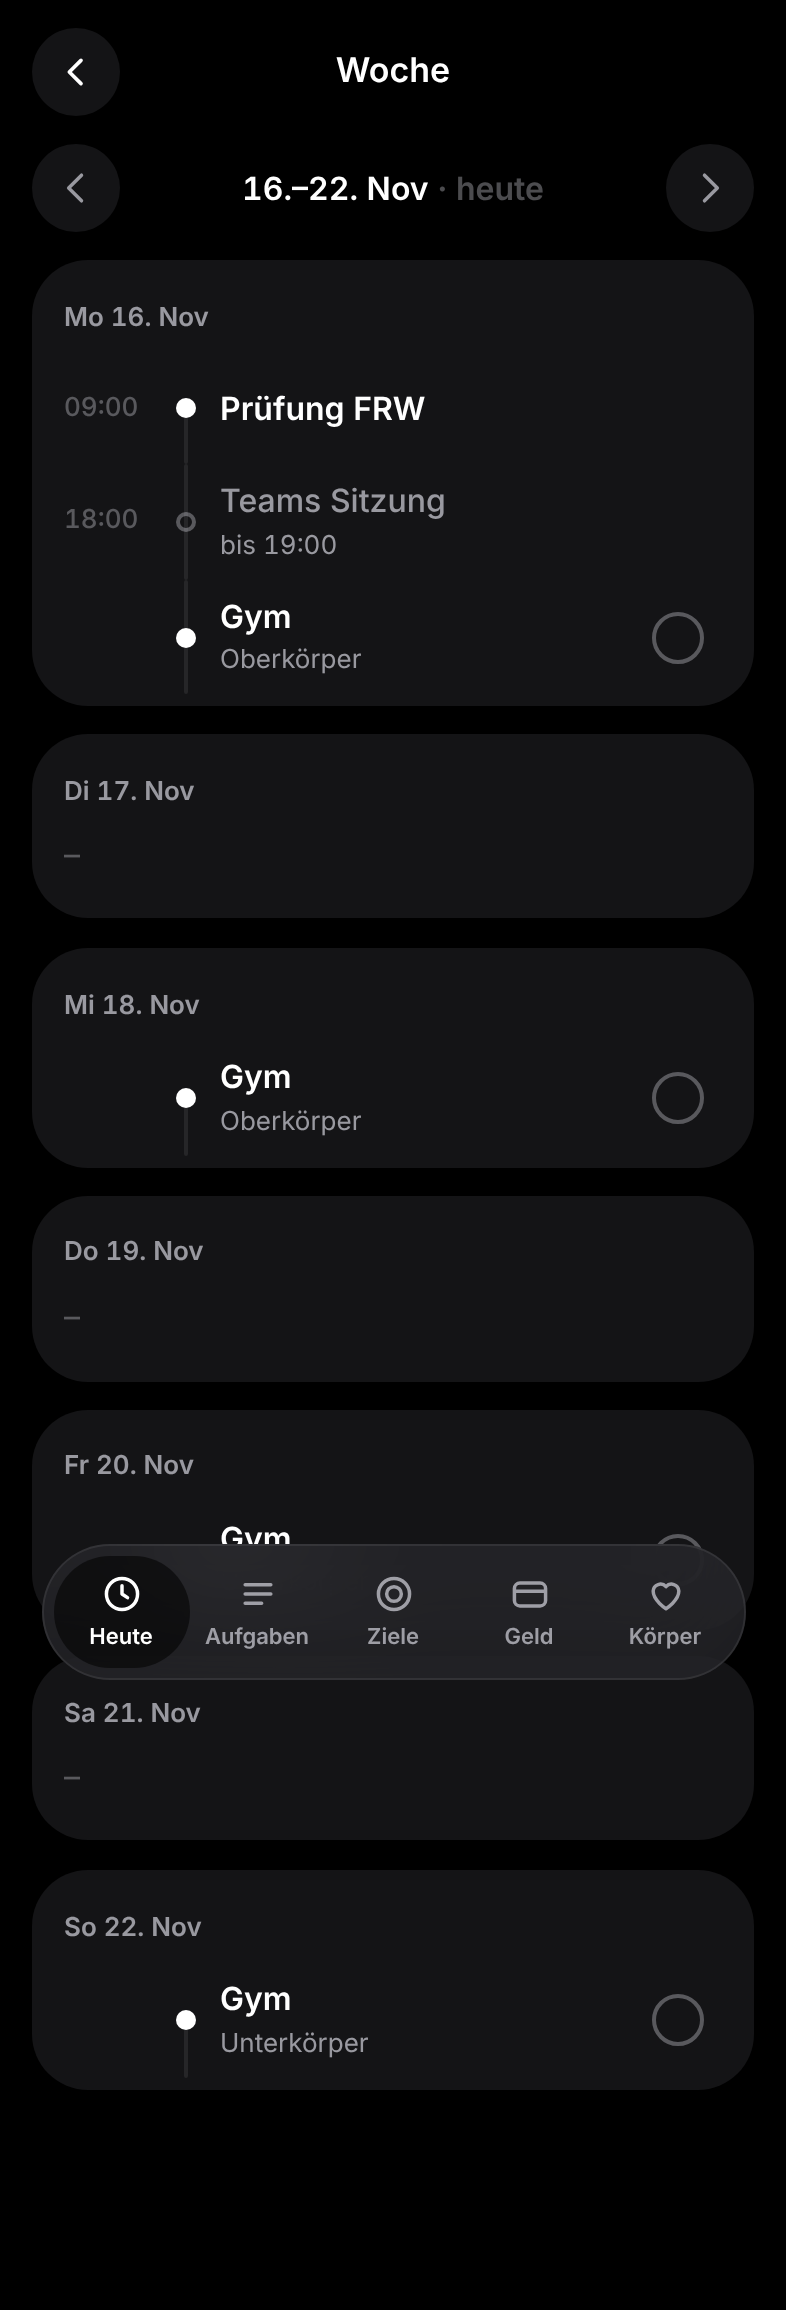 Woche
16.–22. Nov · heute
Mo 16. Nov
09:00 Prüfung FRW
18:00 Teams Sitzung
bis 19:00
Gym
Oberkörper
Di 17. Nov
–
Mi 18. Nov
Gym
Oberkörper
Do 19. Nov
–
Fr 20. Nov
Gym
Heute Aufgaben Ziele Geld Körper
Sa 21. Nov
–
So 22. Nov
Gym
Unterkörper